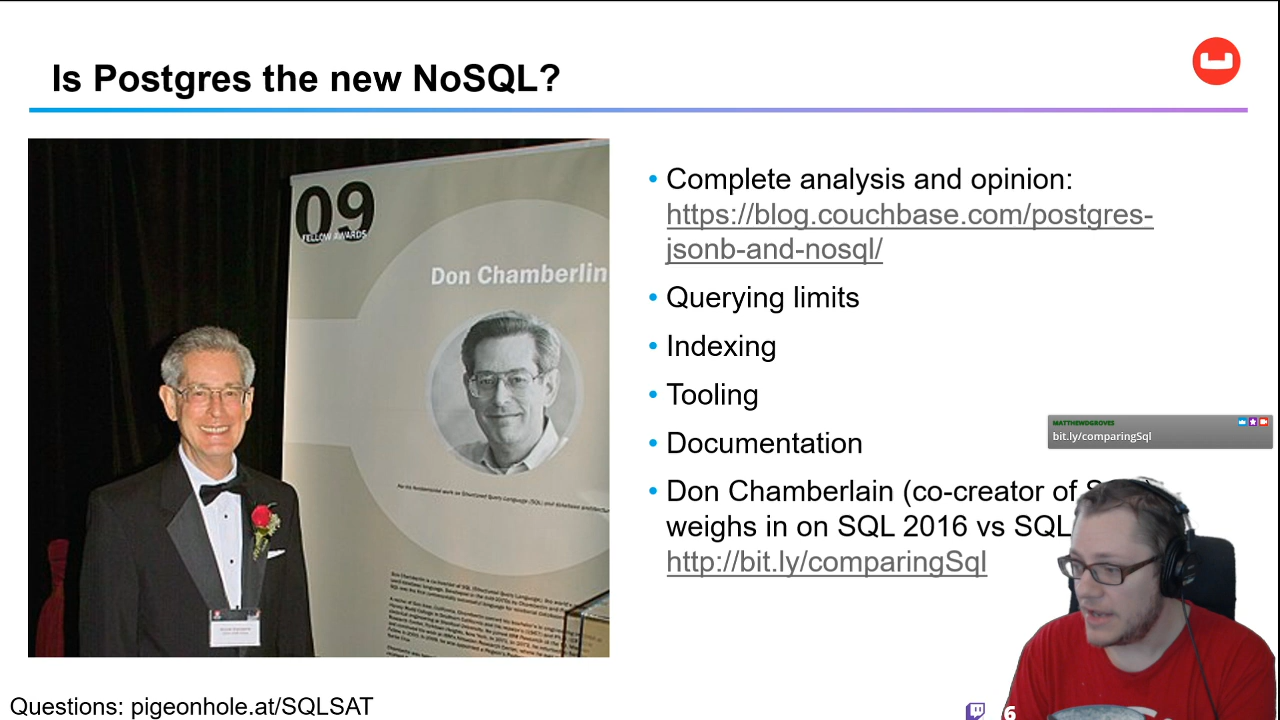 Is Postgres the new NoSQL?
09
FELLOW AWARDS
Don Chamberlin
• Complete analysis and opinion:
https://blog.couchbase.com/postgres-
jsonb-and-nosql/
• Querying limits
• Indexing
• Tooling
• Documentation
• Don Chamberlain (co-creator of
weighs in on SQL 2016 vs SQL
http://bit.ly/comparingSql
MATTHEWDGROVES
bit.ly/comparingSql
Questions: pigeonhole.at/SQLSAT